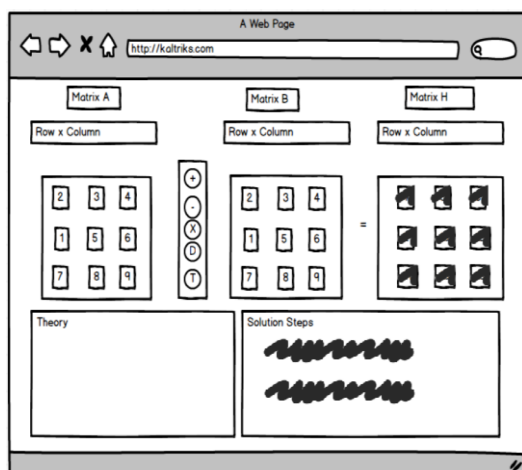 A Web Page
http://kaltriks.com
Matrix A
Matrix B
Matrix H
Row x Column
Row x Column
Row x Column
2 3 4
1 5 6
7 8 9
+
-
X
D
T
2 3 4
1 5 6
7 8 9
=
Theory
Solution Steps